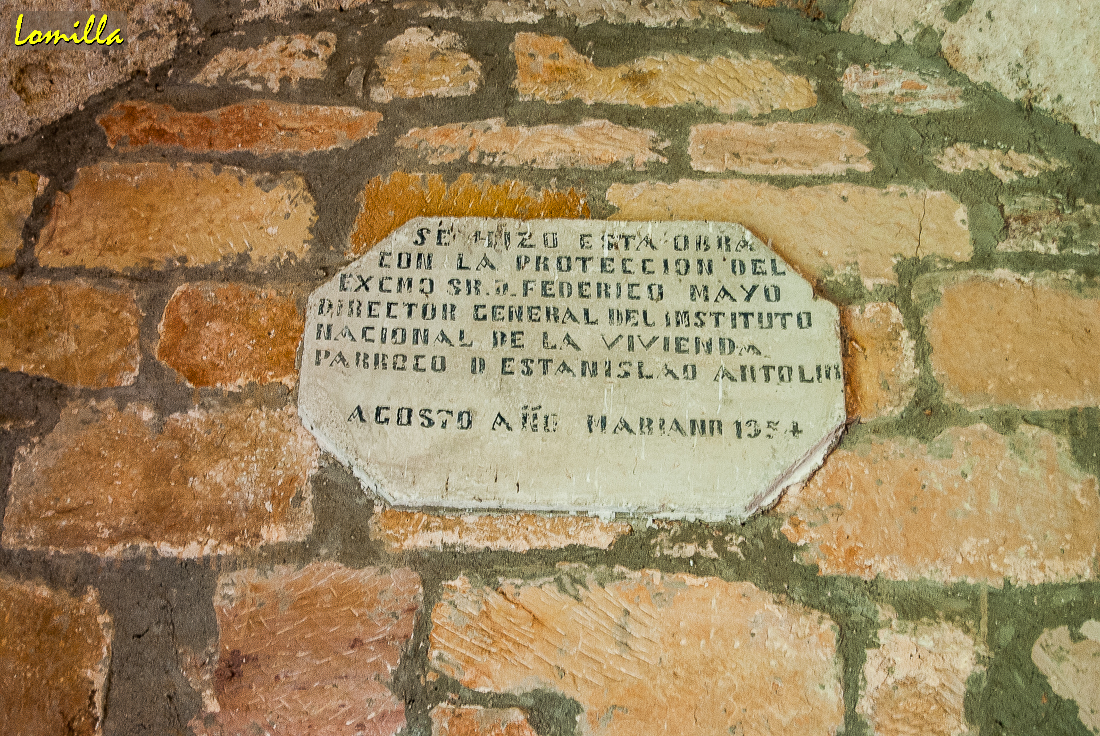 Lomilla
SE HIZO ESTA OBRA
CON LA PROTECCION DEL
EXCMO SR. D. FEDERICO MAYO
DIRECTOR GENERAL DEL INSTITUTO
NACIONAL DE LA VIVIENDA
PARROCO D ESTANISLAO ANTOLIN
AGOSTO AÑO MARIANO 1954